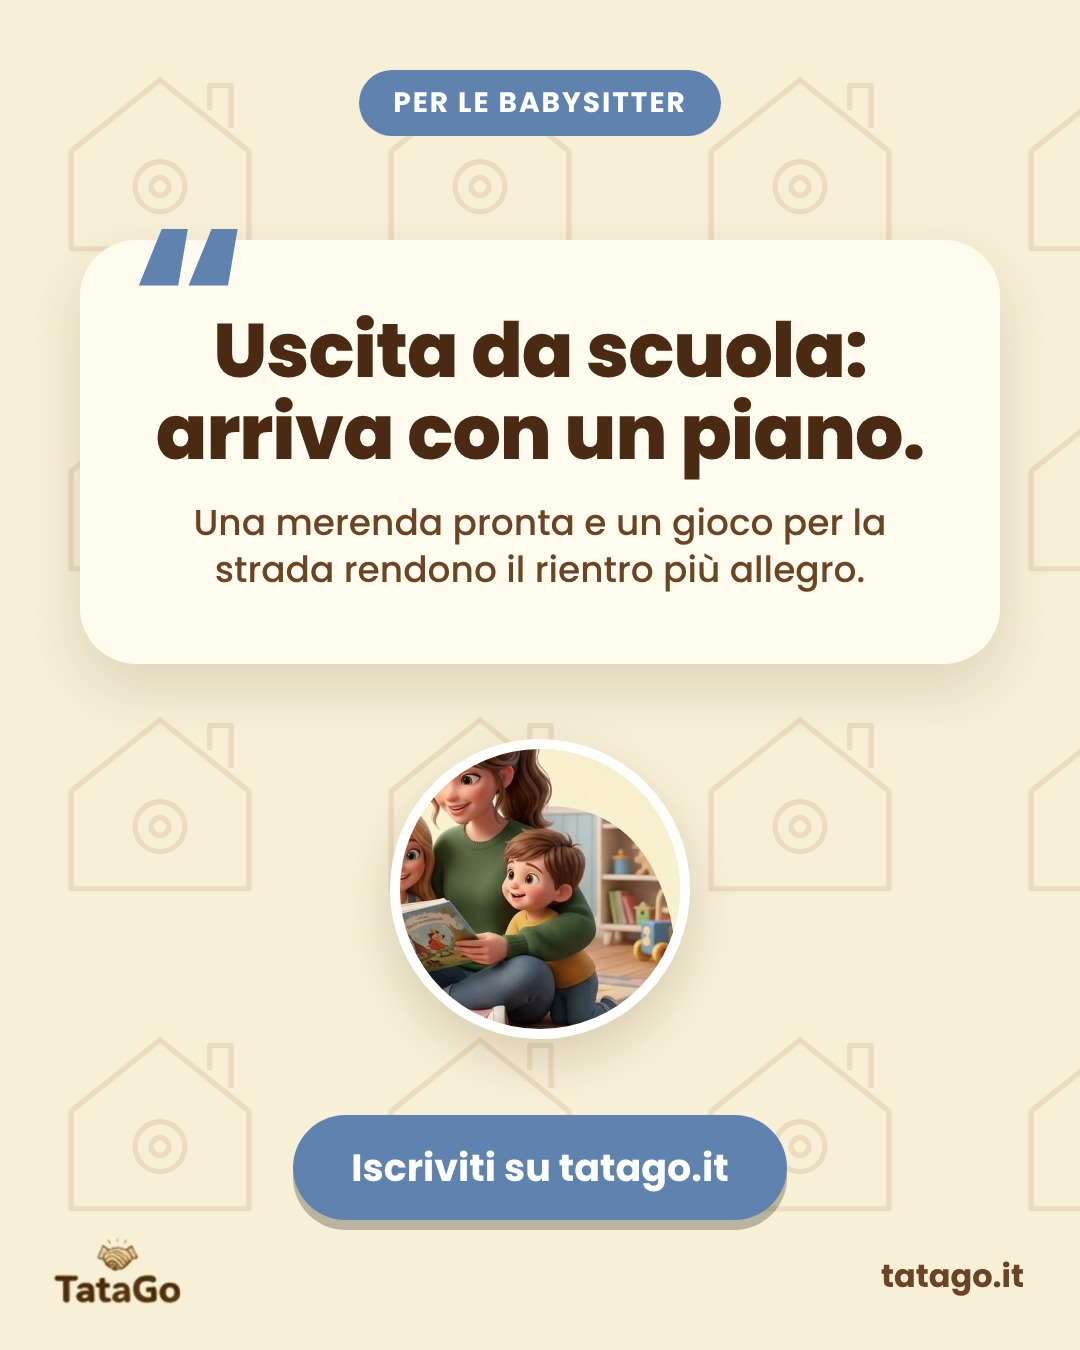 PER LE BABYSITTER
Uscita da scuola:
arriva con un piano.
Una merenda pronta e un gioco per la
strada rendono il rientro più allegro.
Iscriviti su tatago.it
TataGo
tatago.it